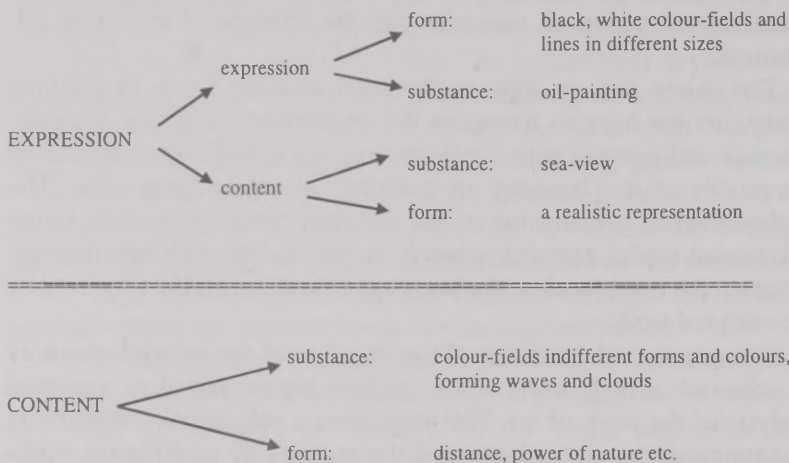 form: black, white colour-fields and
lines in different sizes
expression
substance: oil-painting
EXPRESSION
substance: sea-view
content
form: a realistic representation
substance: colour-fields indifferent forms and colours,
forming waves and clouds
CONTENT
form: distance, power of nature etc.